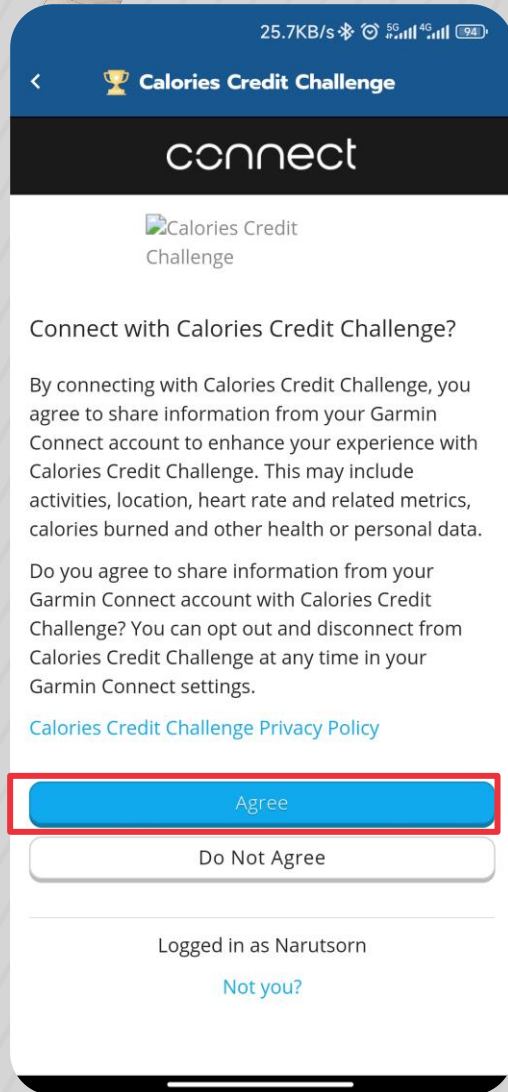 25.7KB/s 5G 4G 94
Calories Credit Challenge
connect
Calories Credit
Challenge
Connect with Calories Credit Challenge?
By connecting with Calories Credit Challenge, you
agree to share information from your Garmin
Connect account to enhance your experience with
Calories Credit Challenge. This may include
activities, location, heart rate and related metrics,
calories burned and other health or personal data.
Do you agree to share information from your
Garmin Connect account with Calories Credit
Challenge? You can opt out and disconnect from
Calories Credit Challenge at any time in your
Garmin Connect settings.
Calories Credit Challenge Privacy Policy
Agree
Do Not Agree
Logged in as Narutsorn
Not you?